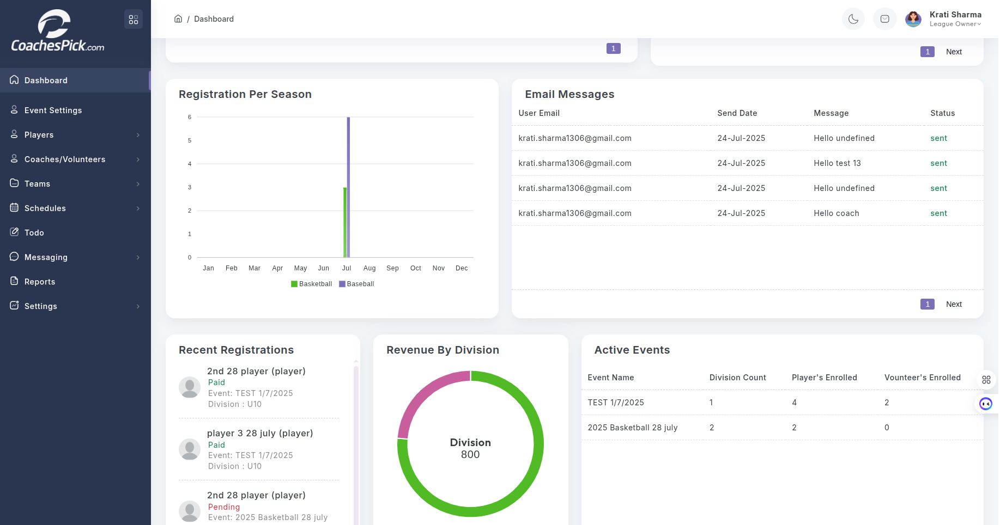 CoachesPick.com
Dashboard
Event Settings
Players
Coaches/Volunteers
Teams
Schedules
Todo
Messaging
Reports
Settings
/ Dashboard
Krati Sharma
League Owner
1
1 Next
Registration Per Season
6
5
4
3
2
1
0
Jan Feb Mar Apr May Jun Jul Aug Sep Oct Nov Dec
Basketball Baseball
Email Messages
User Email Send Date Message Status
krati.sharma1306@gmail.com 24-Jul-2025 Hello undefined sent
krati.sharma1306@gmail.com 24-Jul-2025 Hello test 13 sent
krati.sharma1306@gmail.com 24-Jul-2025 Hello undefined sent
krati.sharma1306@gmail.com 24-Jul-2025 Hello coach sent
1 Next
Recent Registrations
2nd 28 player (player)
Paid
Event: TEST 1/7/2025
Division : U10
player 3 28 july (player)
Paid
Event: TEST 1/7/2025
Division : U10
2nd 28 player (player)
Pending
Event: 2025 Basketball 28 july
Revenue By Division
Division
800
Active Events
Event Name Division Count Player's Enrolled Vounteer's Enrolled
TEST 1/7/2025 1 4 2
2025 Basketball 28 july 2 2 0